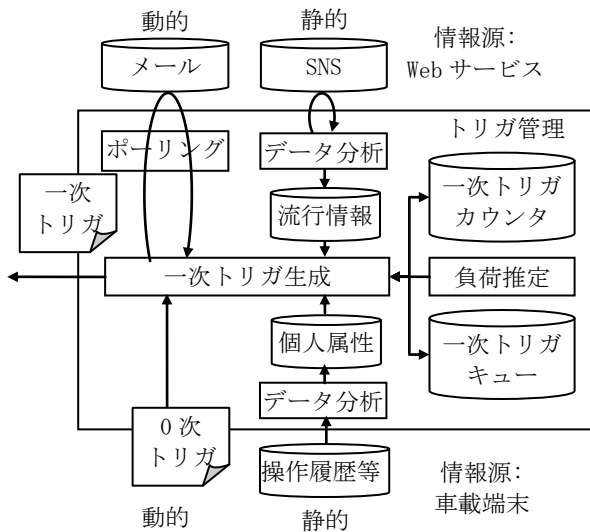 動的
静的
情報源:
Web サービス
メール
SNS
トリガ管理
ポーリング
データ分析
一次トリガ
カウンタ
一次
トリガ
流行情報
一次トリガ生成
負荷推定
個人属性
一次トリガ
キュー
データ分析
0次
トリガ
操作履歴等
情報源:
車載端末
動的
静的